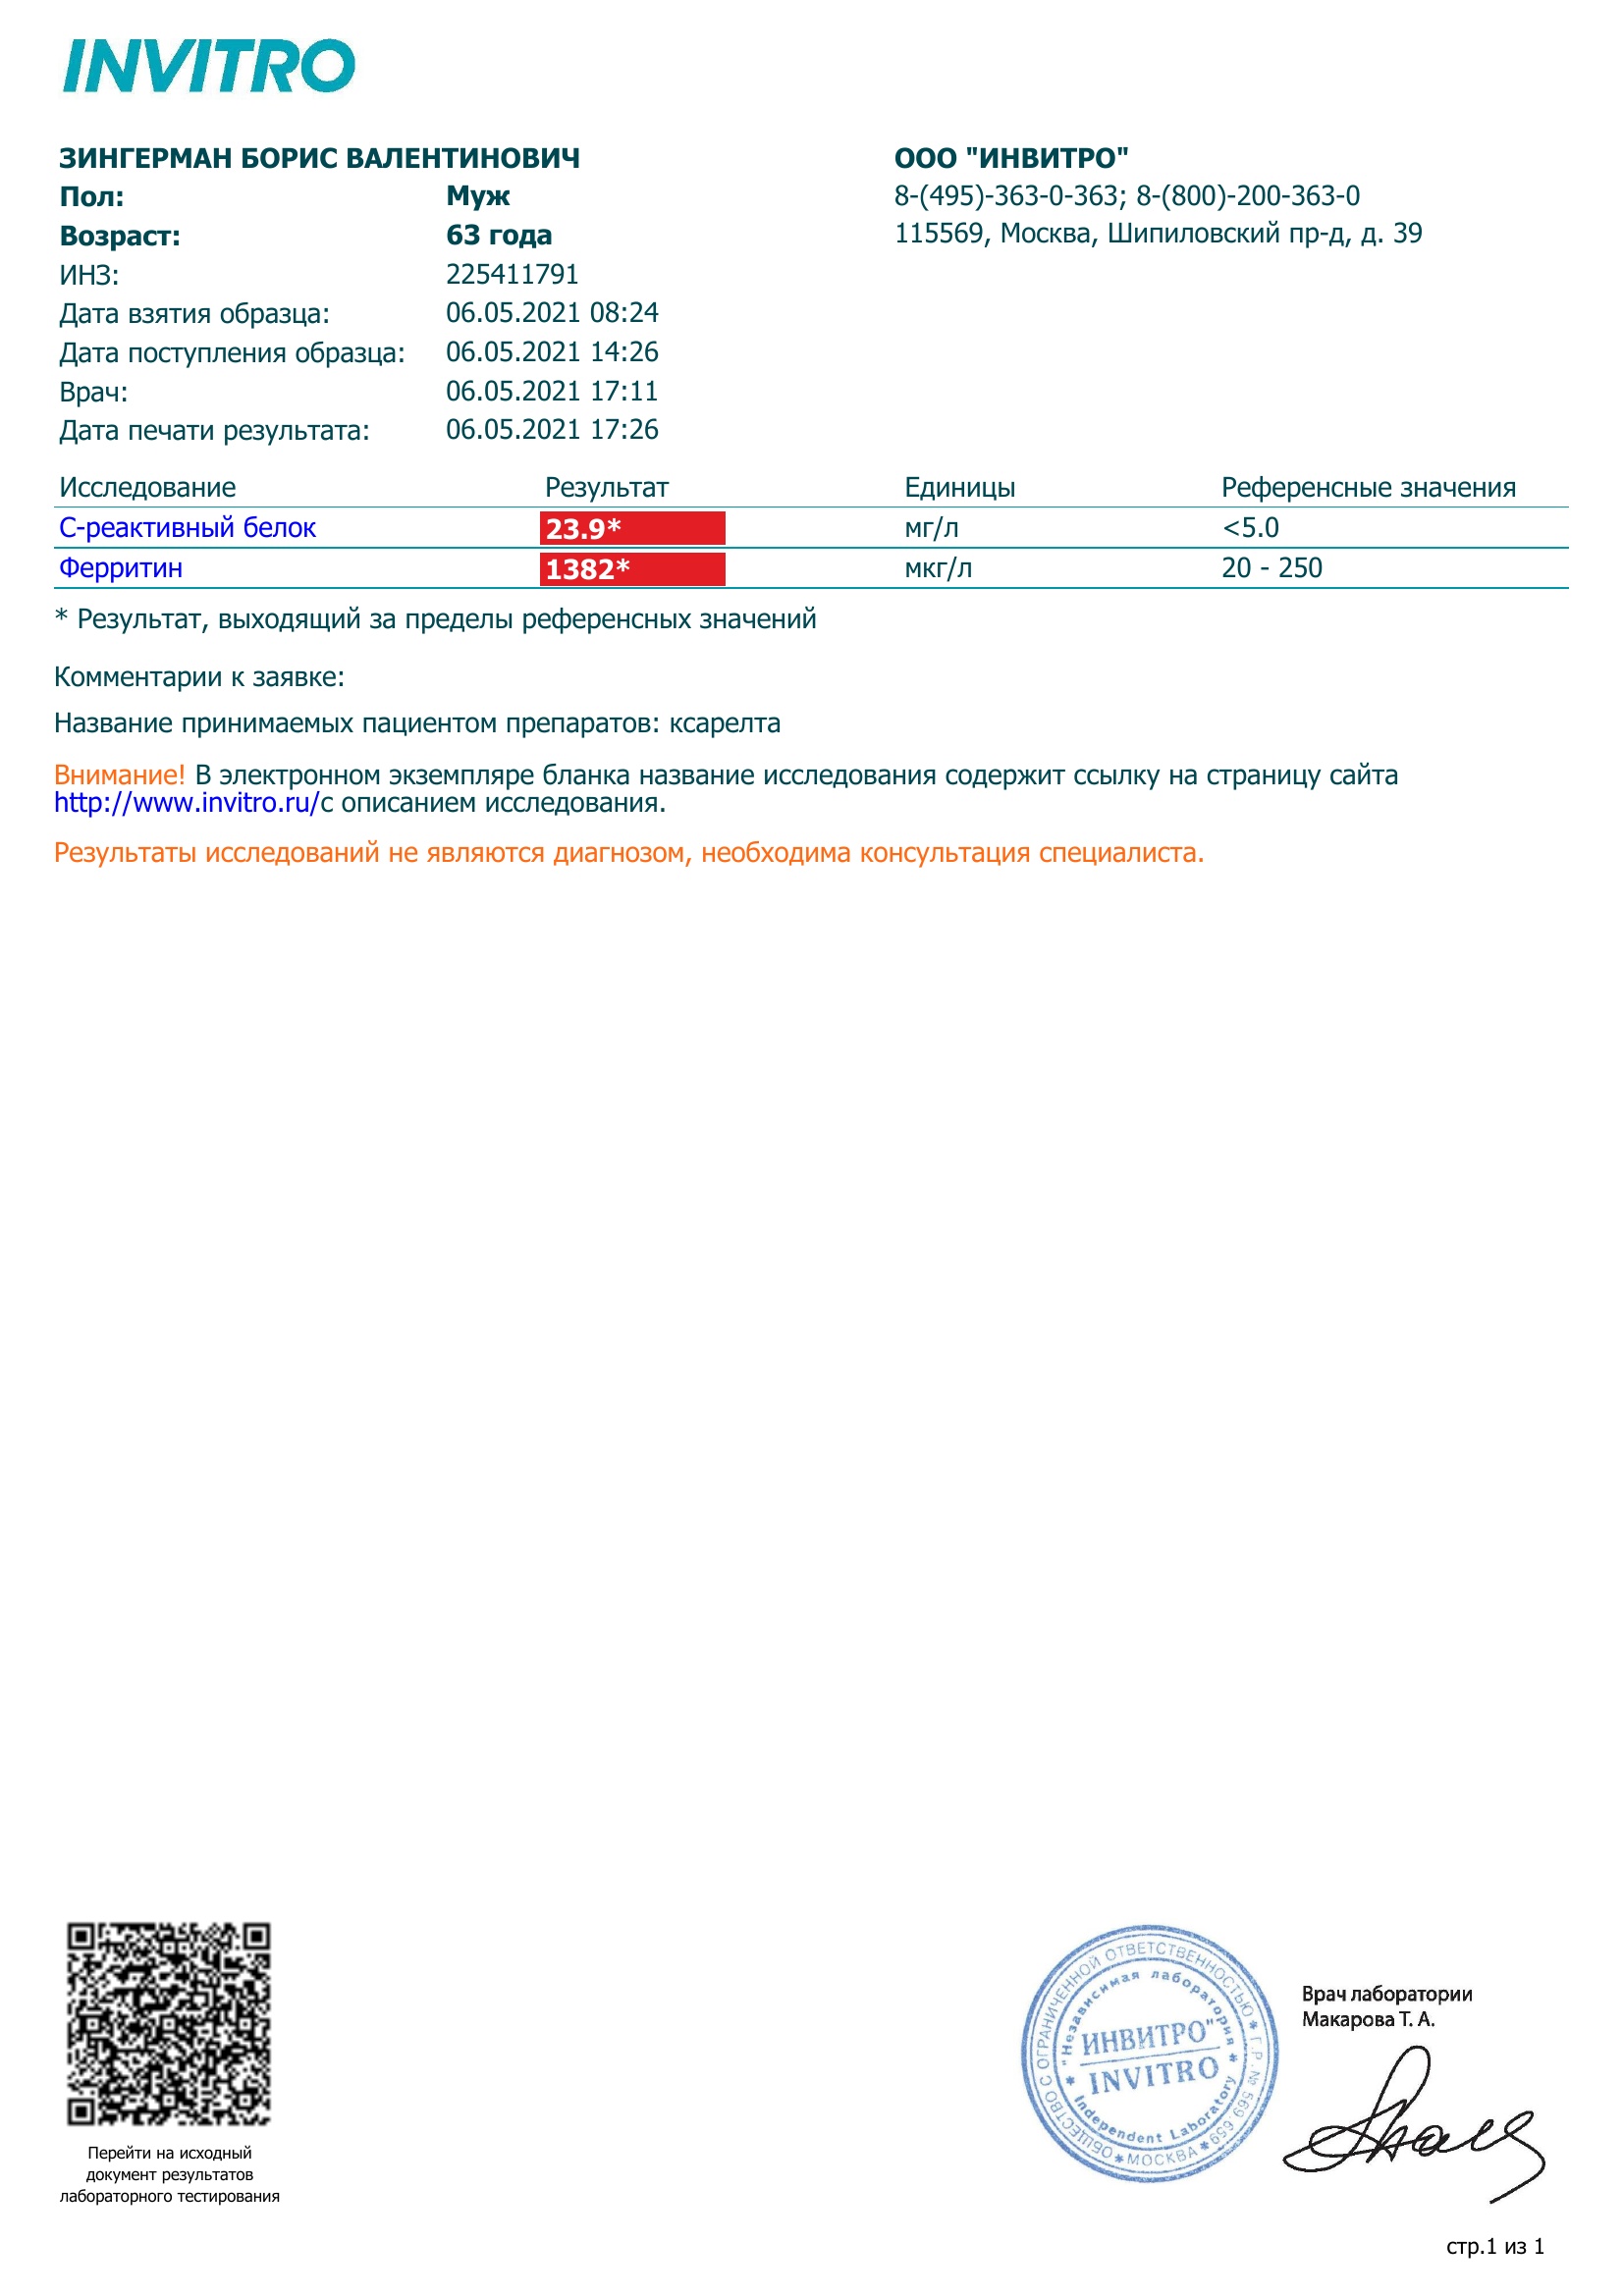 INVITRO
ЗИНГЕРМАН БОРИС ВАЛЕНТИНОВИЧ
Пол: Муж
Возраст: 63 года
ИНЗ: 225411791
Дата взятия образца: 06.05.2021 08:24
Дата поступления образца: 06.05.2021 14:26
Врач: 06.05.2021 17:11
Дата печати результата: 06.05.2021 17:26
ООО "ИНВИТРО"
8-(495)-363-0-363; 8-(800)-200-363-0
115569, Москва, Шипиловский пр-д, д. 39
Исследование Результат Единицы Референсные значения
С-реактивный белок 23.9* мг/л <5.0
Ферритин 1382* мкг/л 20 - 250
* Результат, выходящий за пределы референсных значений
Комментарии к заявке:
Название принимаемых пациентом препаратов: ксарелта
Внимание! В электронном экземпляре бланка название исследования содержит ссылку на страницу сайта
http://www.invitro.ru/с описанием исследования.
Результаты исследований не являются диагнозом, необходима консультация специалиста.
Перейти на исходный
документ результатов
лабораторного тестирования
ОБЩЕСТВО С ОГРАНИЧЕННОЙ ОТВЕТСТВЕННОСТЬЮ * Г.Р. № 569 659 * МОСКВА *
"Независимая лаборатория
ИНВИТРО"
INVITRO
* Independent Laboratory *
Врач лаборатории
Макарова Т. А.
стр.1 из 1